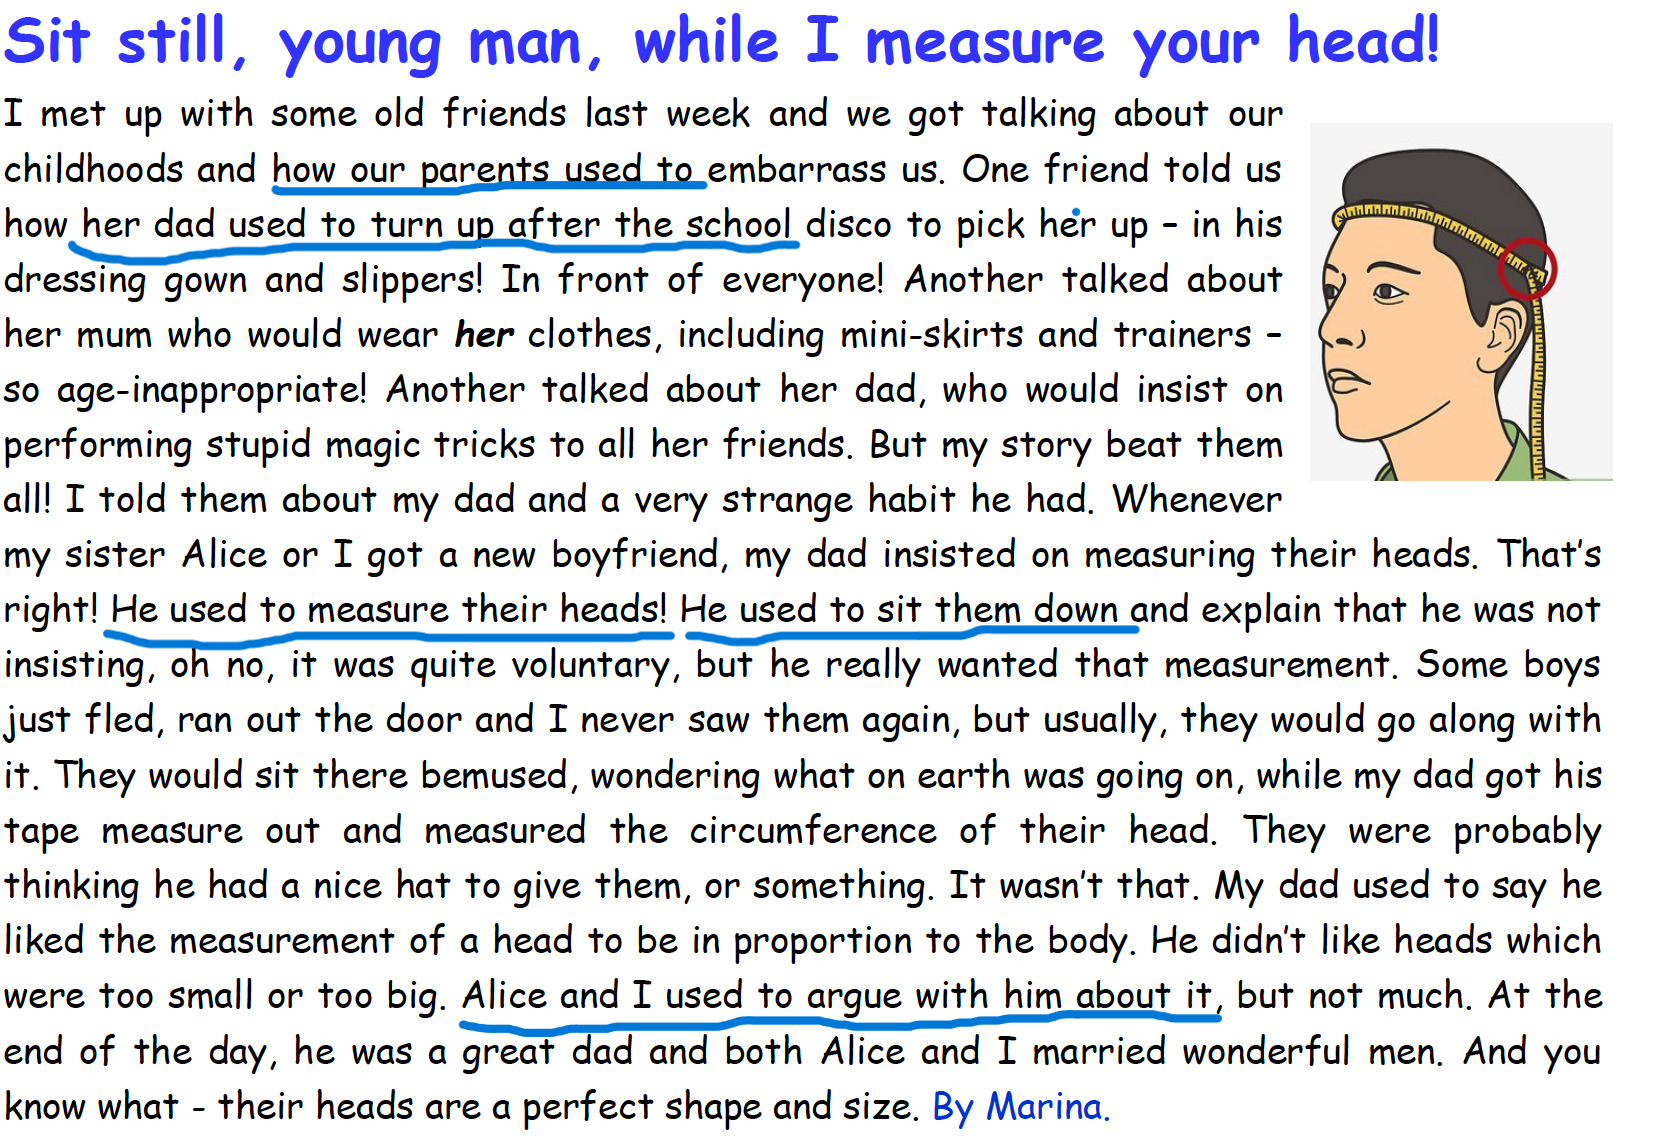 Sit still, young man, while I measure your head!
I met up with some old friends last week and we got talking about our
childhoods and how our parents used to embarrass us. One friend told us
how her dad used to turn up after the school disco to pick her up – in his
dressing gown and slippers! In front of everyone! Another talked about
her mum who would wear her clothes, including mini-skirts and trainers –
so age-inappropriate! Another talked about her dad, who would insist on
performing stupid magic tricks to all her friends. But my story beat them
all! I told them about my dad and a very strange habit he had. Whenever
my sister Alice or I got a new boyfriend, my dad insisted on measuring their heads. That’s
right! He used to measure their heads! He used to sit them down and explain that he was not
insisting, oh no, it was quite voluntary, but he really wanted that measurement. Some boys
just fled, ran out the door and I never saw them again, but usually, they would go along with
it. They would sit there bemused, wondering what on earth was going on, while my dad got his
tape measure out and measured the circumference of their head. They were probably
thinking he had a nice hat to give them, or something. It wasn’t that. My dad used to say he
liked the measurement of a head to be in proportion to the body. He didn’t like heads which
were too small or too big. Alice and I used to argue with him about it, but not much. At the
end of the day, he was a great dad and both Alice and I married wonderful men. And you
know what - their heads are a perfect shape and size. By Marina.